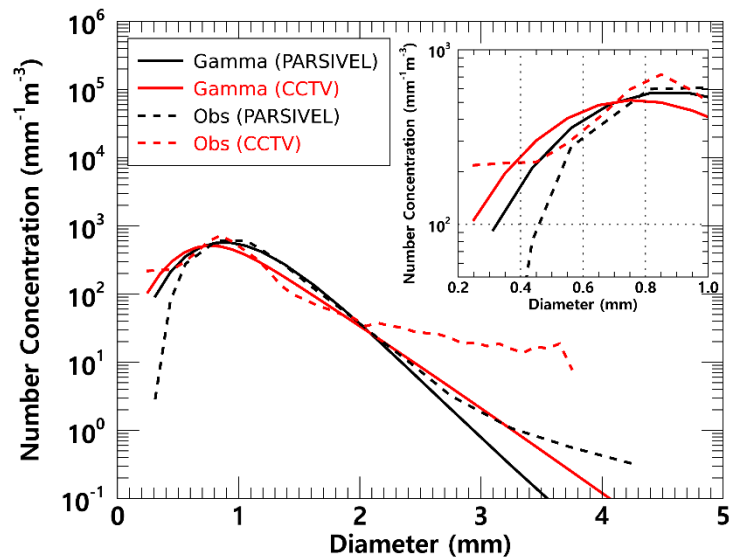 Number Concentration (mm⁻¹m⁻³)
10⁶
10⁵
10⁴
10³
10²
10¹
10⁰
10⁻¹
Gamma (PARSIVEL)
Gamma (CCTV)
Obs (PARSIVEL)
Obs (CCTV)
Number Concentration (mm⁻¹m⁻³)
10³
10²
0.2 0.4 0.6 0.8 1.0
Diameter (mm)
0 1 2 3 4 5
Diameter (mm)